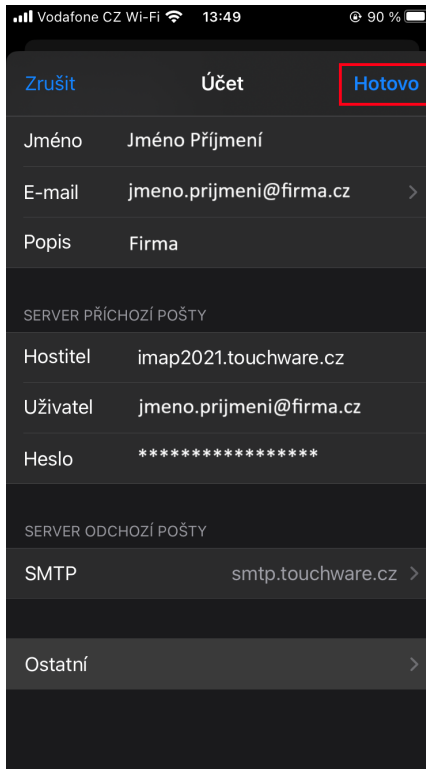 Vodafone CZ Wi-Fi 13:49 90 %
Zrušit Účet Hotovo
Jméno Jméno Příjmení
E-mail jmeno.prijmeni@firma.cz
Popis Firma
SERVER PŘÍCHOZÍ POŠTY
Hostitel imap2021.touchware.cz
Uživatel jmeno.prijmeni@firma.cz
Heslo *****************
SERVER ODCHOZÍ POŠTY
SMTP smtp.touchware.cz
Ostatní